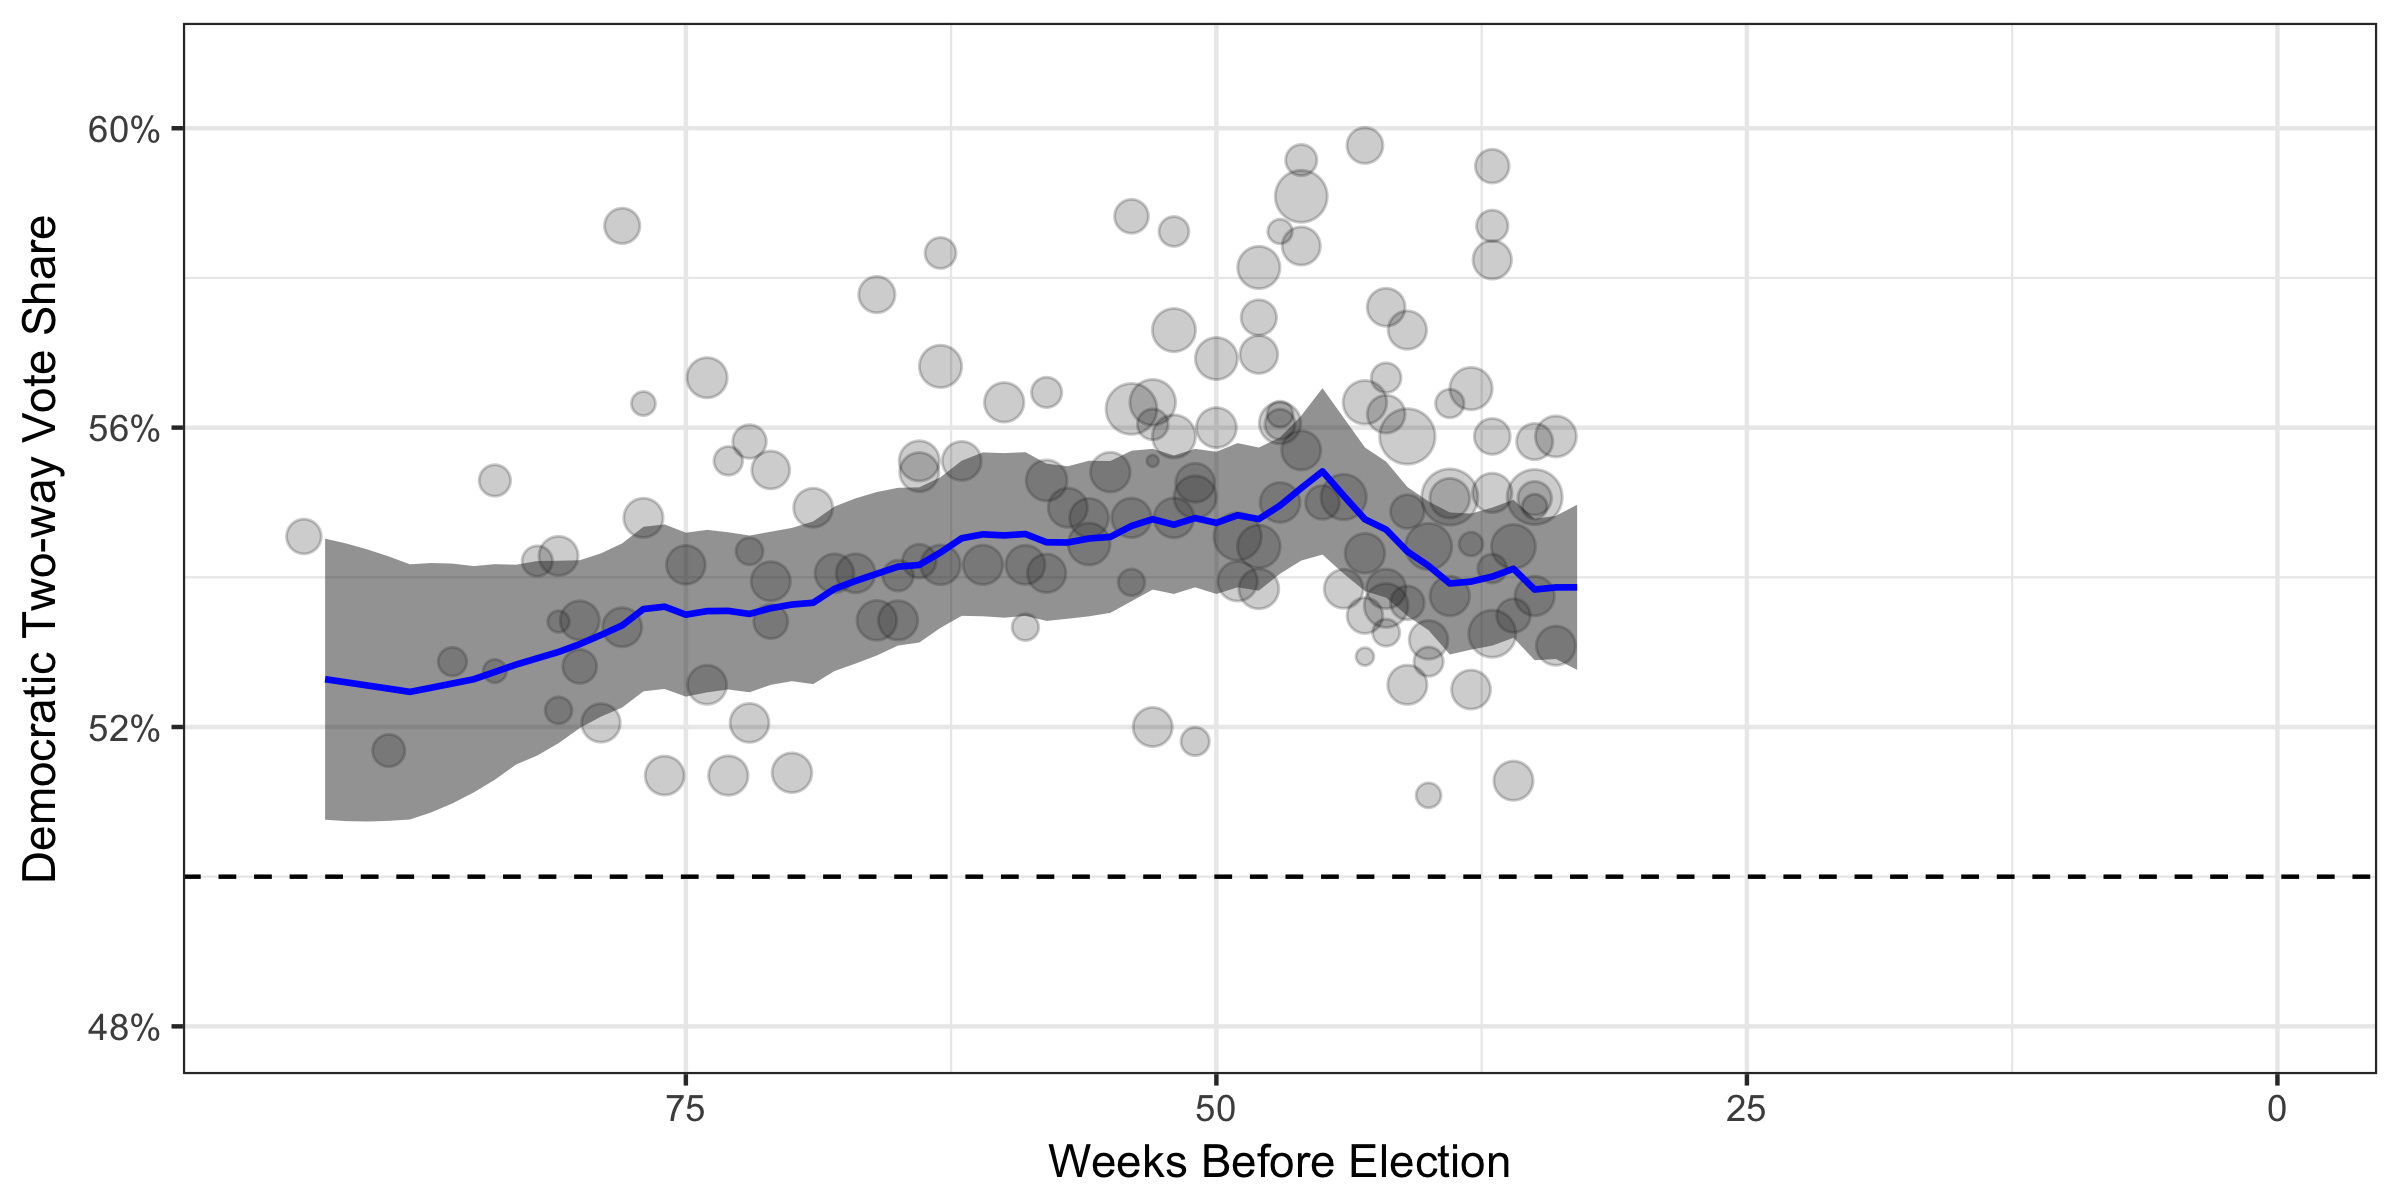 Democratic Two-way Vote Share
60%
56%
52%
48%
75 50 25 0
Weeks Before Election